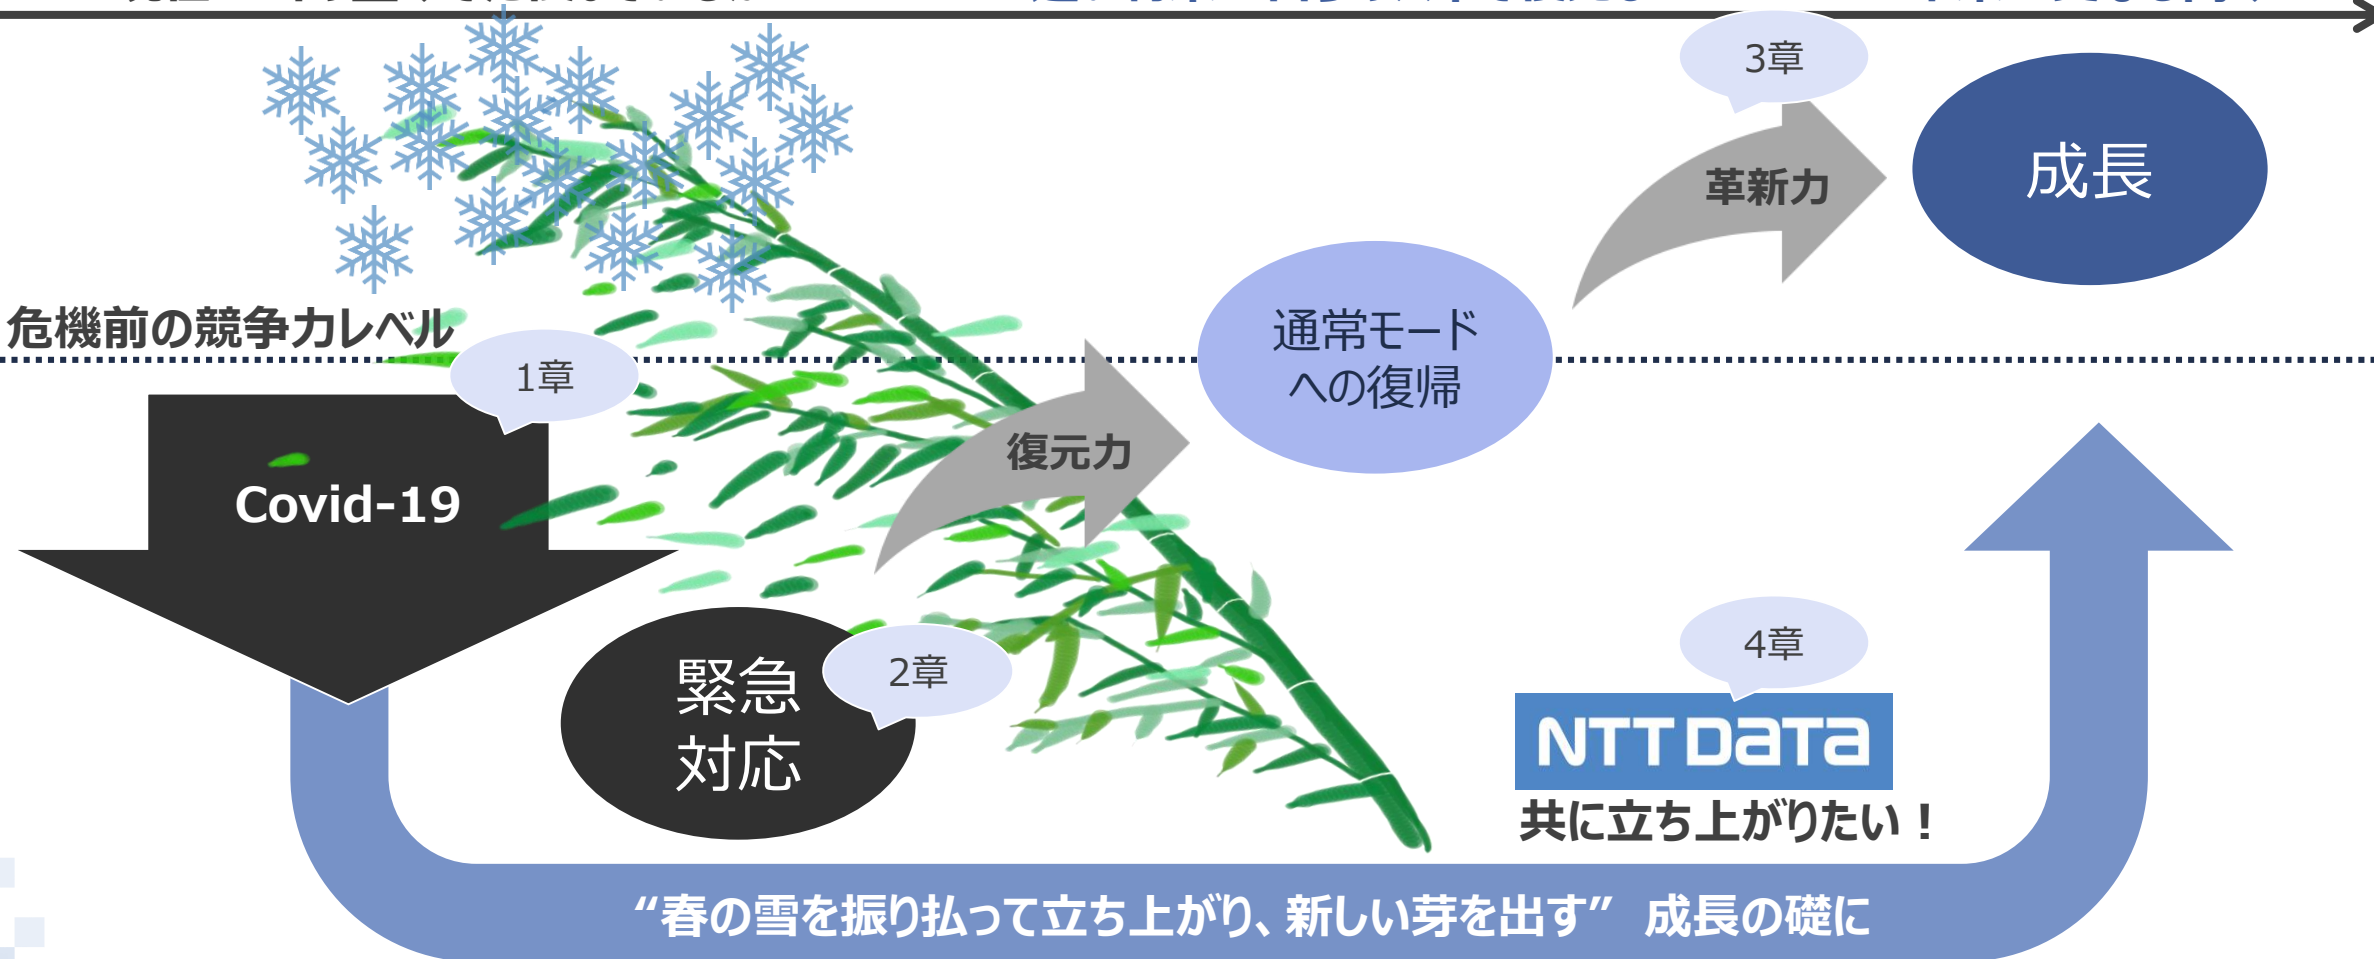 3章
革新力
成長
危機前の競争力レベル
1章
通常モード
への復帰
Covid-19
復元力
緊急
対応
2章
4章
NTT DATA
共に立ち上がりたい！
“春の雪を振り払って立ち上がり、新しい芽を出す” 成長の礎に